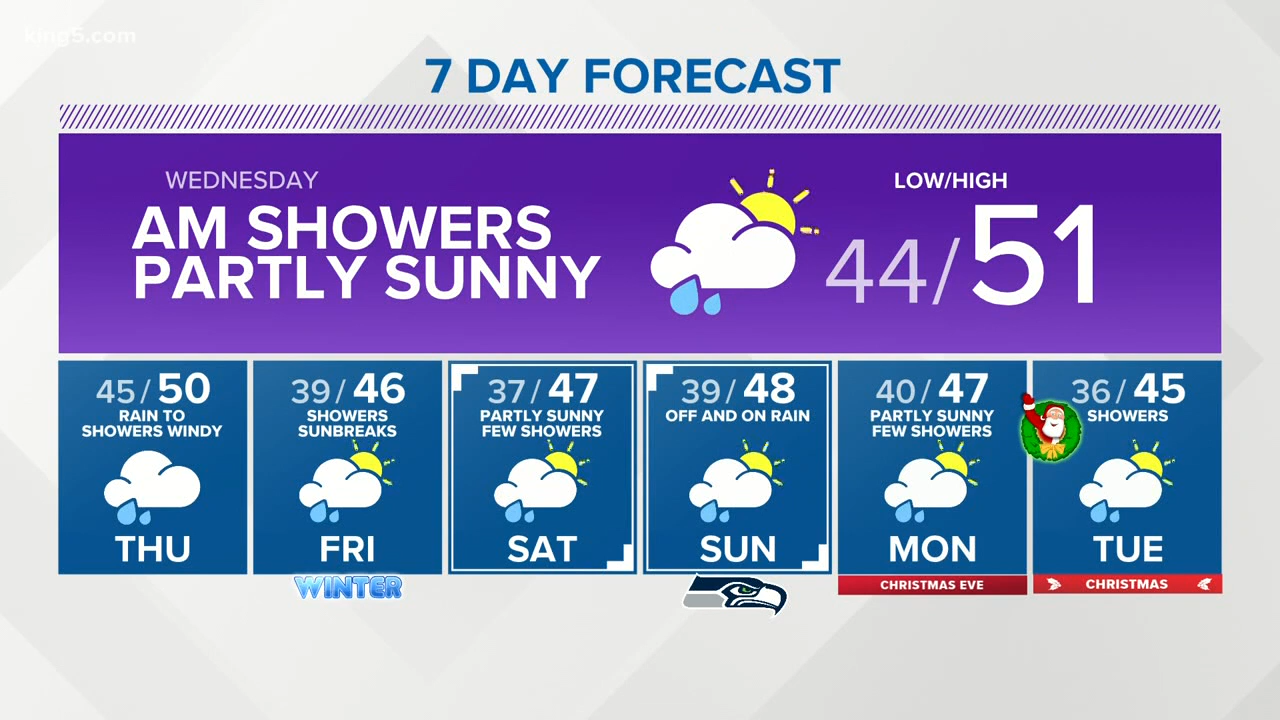 king5.com
7 DAY FORECAST
WEDNESDAY
AM SHOWERS
PARTLY SUNNY
LOW/HIGH
44/51
45/50
RAIN TO
SHOWERS WINDY
THU
39/46
SHOWERS
SUNBREAKS
FRI
WINTER
37/47
PARTLY SUNNY
FEW SHOWERS
SAT
39/48
OFF AND ON RAIN
SUN
40/47
PARTLY SUNNY
FEW SHOWERS
MON
CHRISTMAS EVE
36/45
SHOWERS
TUE
CHRISTMAS